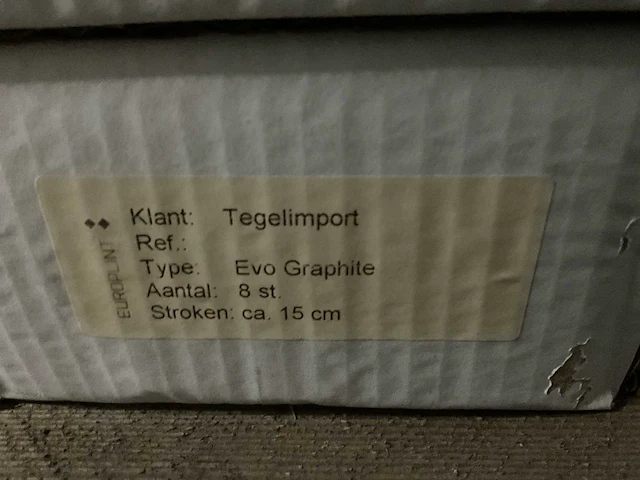 Klant: Tegelimport
Ref.:
Type: Evo Graphite
Aantal: 8 st.
Stroken: ca. 15 cm
EUROPLINT